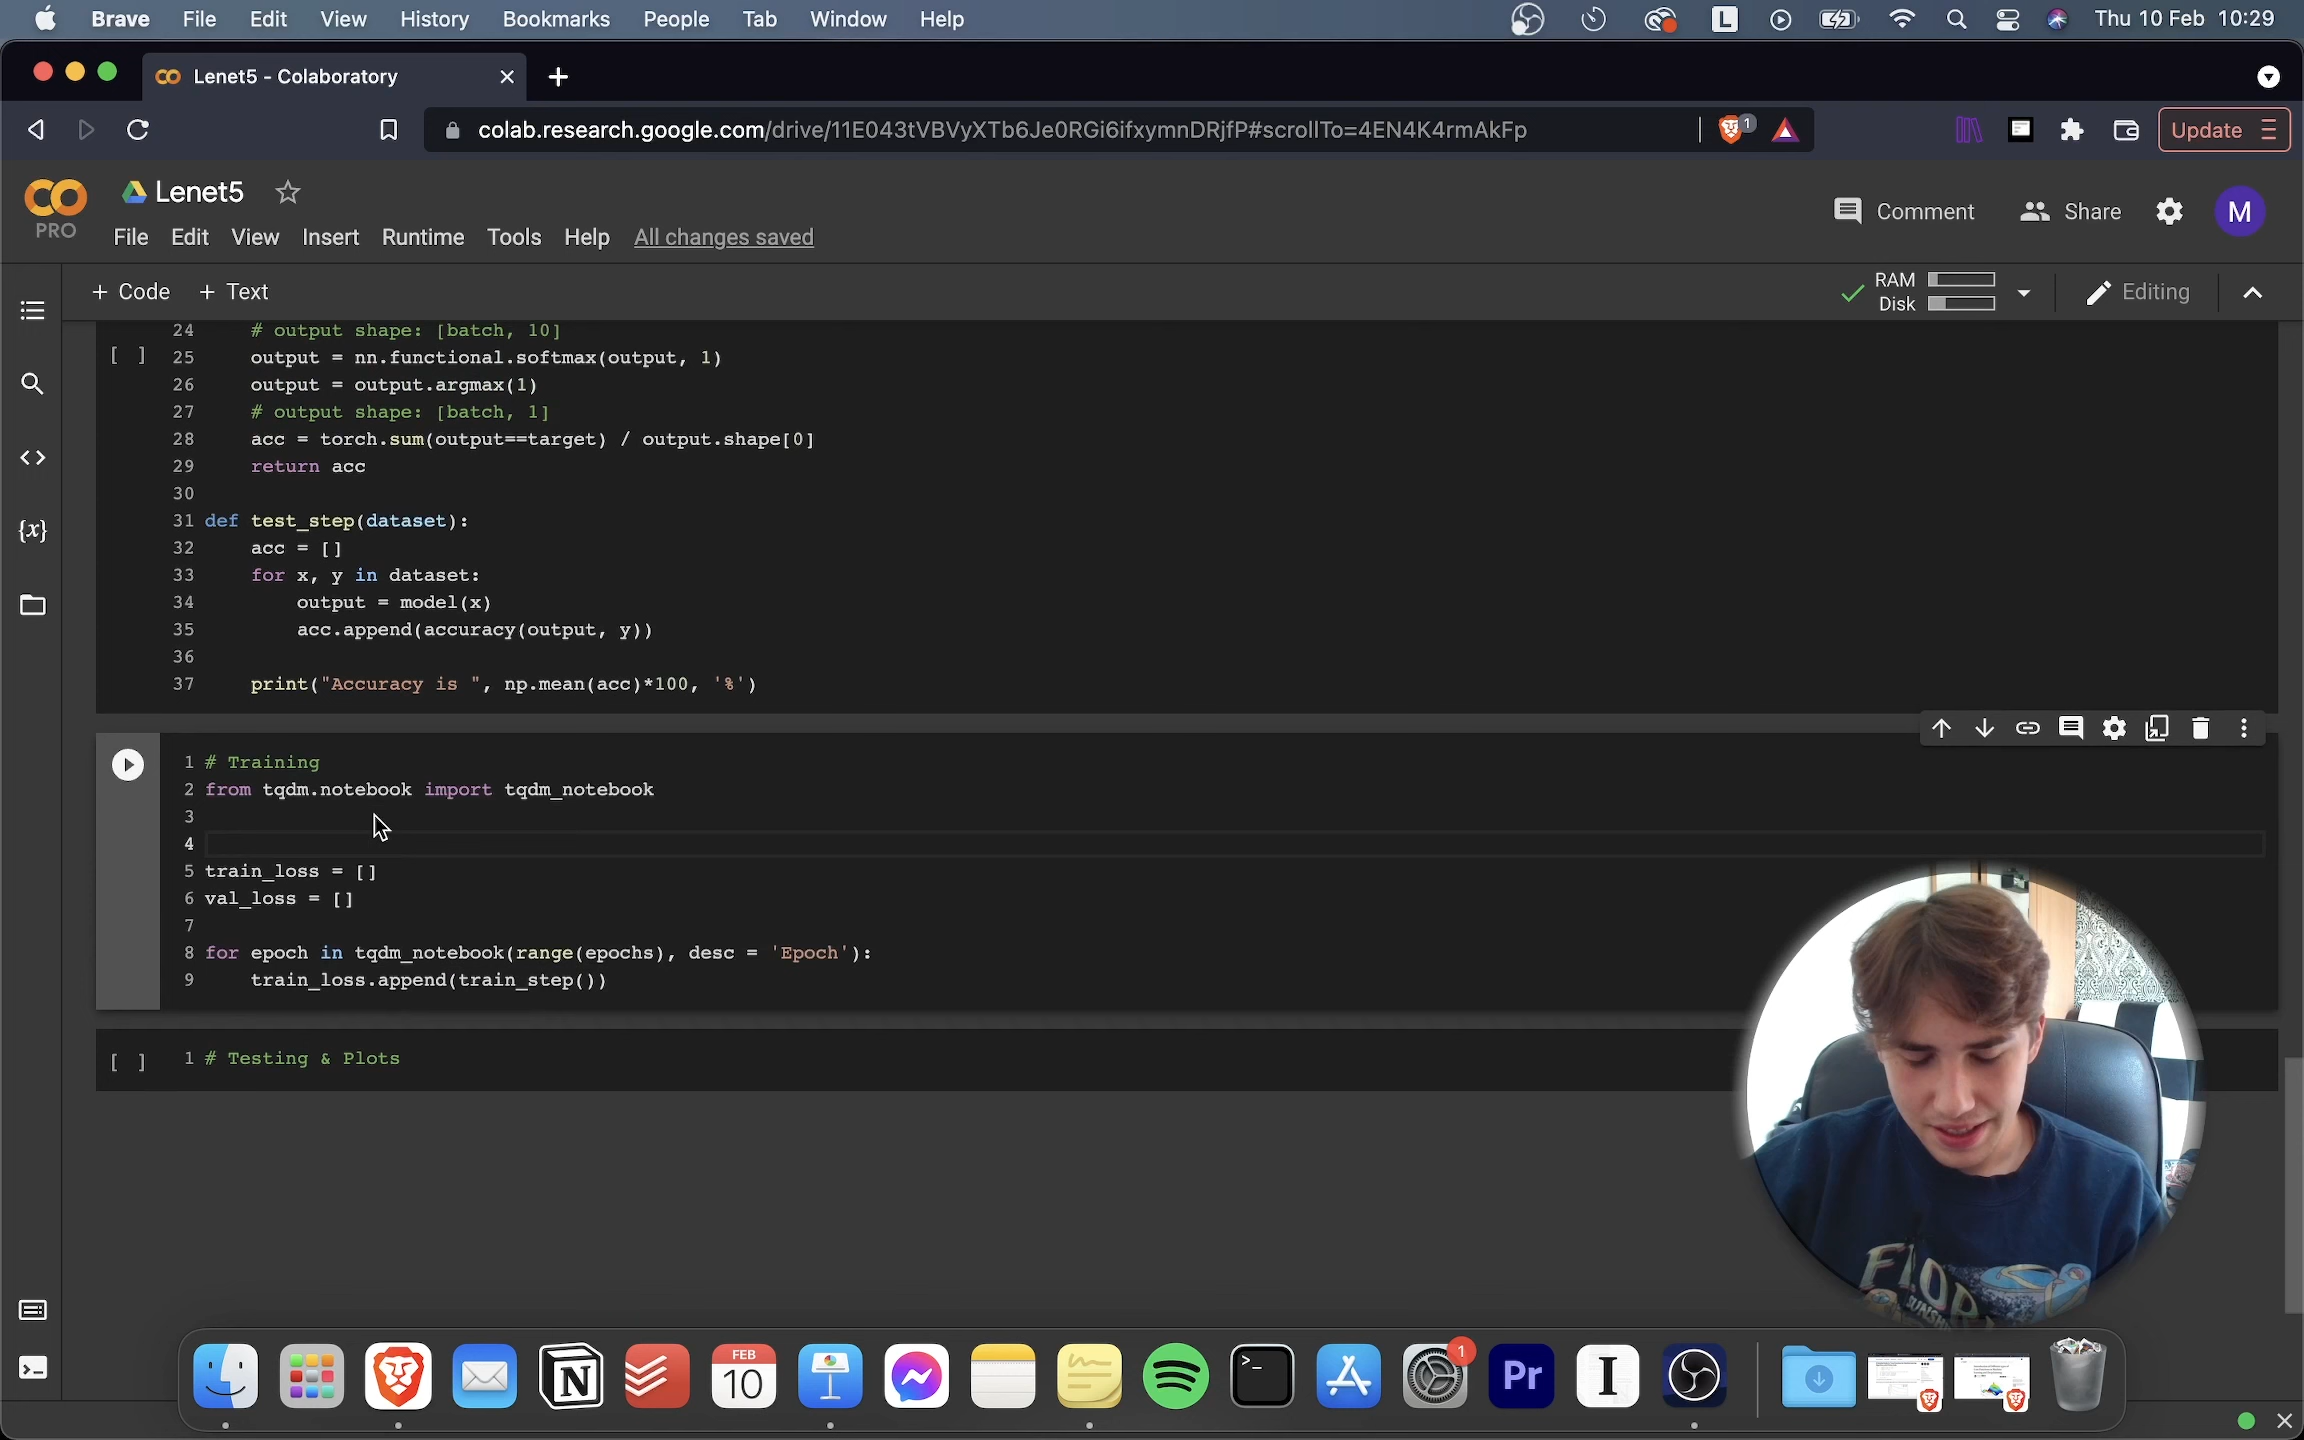 Brave File Edit View History Bookmarks People Tab Window Help L Thu 10 Feb 10:29
Lenet5 - Colaboratory
colab.research.google.com/drive/11E043tVBVyXTb6Je0RGi6ifxymnDRjfP#scrollTo=4EN4K4rmAkFp 1 Update
CO PRO Lenet5 Comment Share M
File Edit View Insert Runtime Tools Help All changes saved
+ Code + Text RAM Disk Editing
24 # output shape: [batch, 10]
[ ] 25 output = nn.functional.softmax(output, 1)
26 output = output.argmax(1)
27 # output shape: [batch, 1]
28 acc = torch.sum(output==target) / output.shape[0]
29 return acc
30
31 def test_step(dataset):
32 acc = []
33 for x, y in dataset:
34 output = model(x)
35 acc.append(accuracy(output, y))
36
37 print("Accuracy is ", np.mean(acc)*100, '%')
1 # Training
2 from tqdm.notebook import tqdm_notebook
3
4
5 train_loss = []
6 val_loss = []
7
8 for epoch in tqdm_notebook(range(epochs), desc = 'Epoch'):
9 train_loss.append(train_step())
[ ] 1 # Testing & Plots
{x}
FEB
10
1
Pr
I